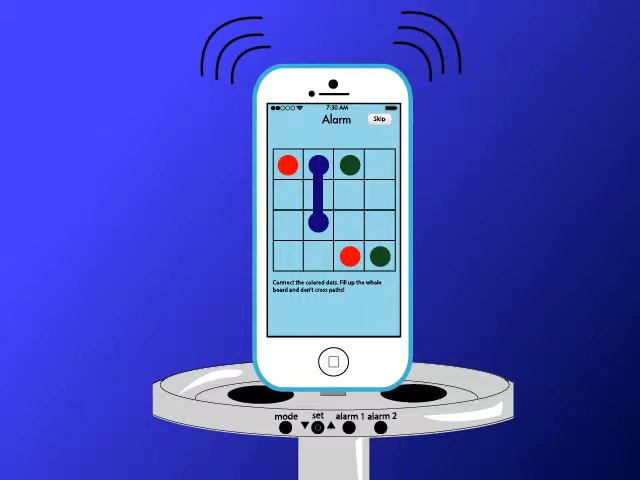 7:30 AM
Alarm
Skip
Connect the colored dots. Fill up the whole
board and don't cross paths!
mode
set
alarm 1
alarm 2